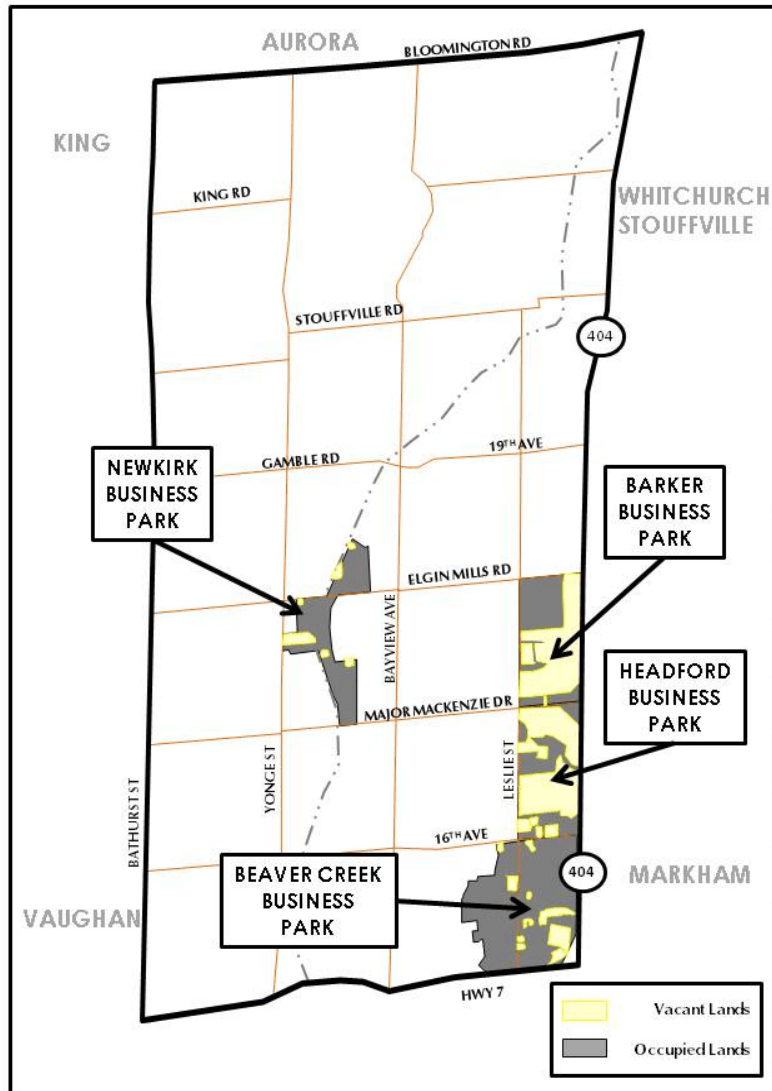 AURORA
BLOOMINGTON RD
KING
KING RD
WHITCHURCH
STOUFFVILLE
STOUFFVILLE RD
404
NEWKIRK
BUSINESS
PARK
GAMBLE RD
19TH AVE
BARKER
BUSINESS
PARK
ELGIN MILLS RD
BAYVIEW AVE
HEADFORD
BUSINESS
PARK
MAJOR MACKENZIE DR
BATHURST ST
YONGE ST
LESLIE ST
16TH AVE
BEAVER CREEK
BUSINESS
PARK
404
MARKHAM
VAUGHAN
HWY 7
Vacant Lands
Occupied Lands